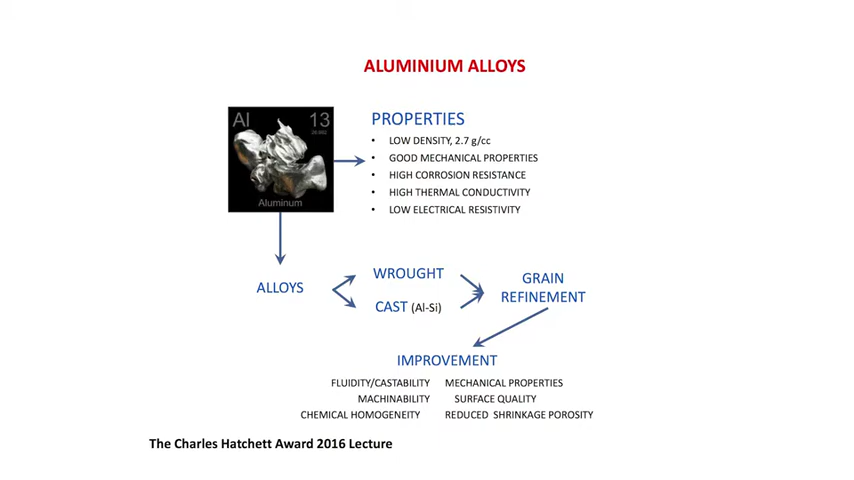 ALUMINIUM ALLOYS
Al 13
Aluminum
PROPERTIES
• LOW DENSITY, 2.7 g/cc
• GOOD MECHANICAL PROPERTIES
• HIGH CORROSION RESISTANCE
• HIGH THERMAL CONDUCTIVITY
• LOW ELECTRICAL RESISTIVITY
ALLOYS
WROUGHT
CAST (Al-Si)
GRAIN
REFINEMENT
IMPROVEMENT
FLUIDITY/CASTABILITY MECHANICAL PROPERTIES
MACHINABILITY SURFACE QUALITY
CHEMICAL HOMOGENEITY REDUCED SHRINKAGE POROSITY
The Charles Hatchett Award 2016 Lecture